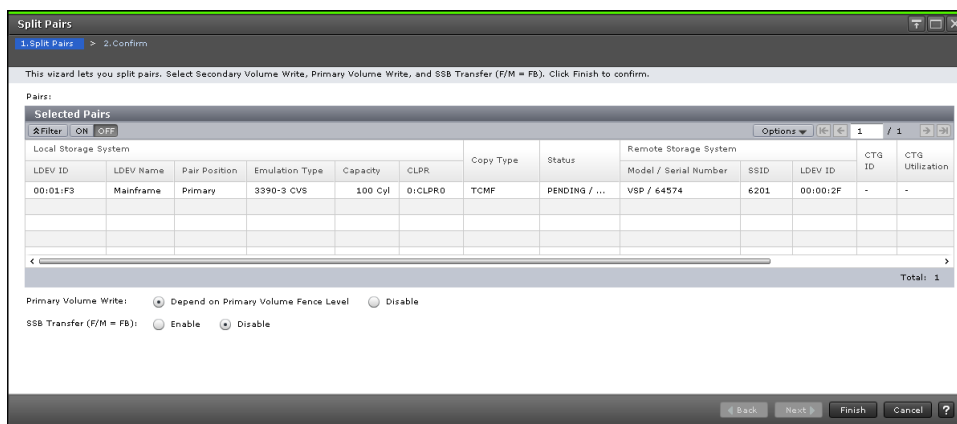 Split Pairs
1.Split Pairs > 2.Confirm
This wizard lets you split pairs. Select Secondary Volume Write, Primary Volume Write, and SSB Transfer (F/M = FB). Click Finish to confirm.
Pairs:
Selected Pairs
Filter ON OFF Options 1 / 1
Local Storage System Copy Type Status Remote Storage System CTG ID CTG Utilization
LDEV ID LDEV Name Pair Position Emulation Type Capacity CLPR Model / Serial Number SSID LDEV ID
00:01:F3 Mainframe Primary 3390-3 CVS 100 Cyl 0:CLPR0 TCMF PENDING / ... VSP / 64574 6201 00:00:2F - -
Total: 1
Primary Volume Write: Depend on Primary Volume Fence Level Disable
SSB Transfer (F/M = FB): Enable Disable
Back Next Finish Cancel ?